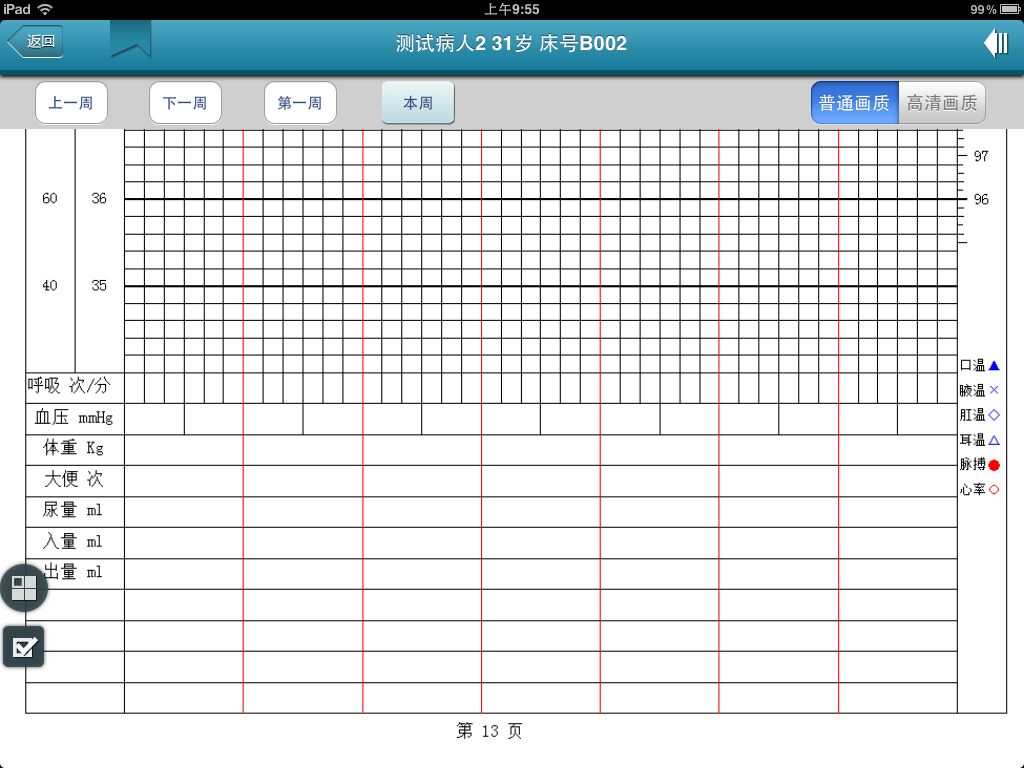 iPad 上午9:55 99%
返回 测试病人2 31岁 床号B002
上一周 下一周 第一周 本周 普通画质 高清画质
97
60 36 96
40 35
口温
呼吸 次/分
腋温
血压 mmHg
肛温
耳温
体重 Kg
脉搏
大便 次
心率
尿量 ml
入量 ml
出量 ml
第 13 页